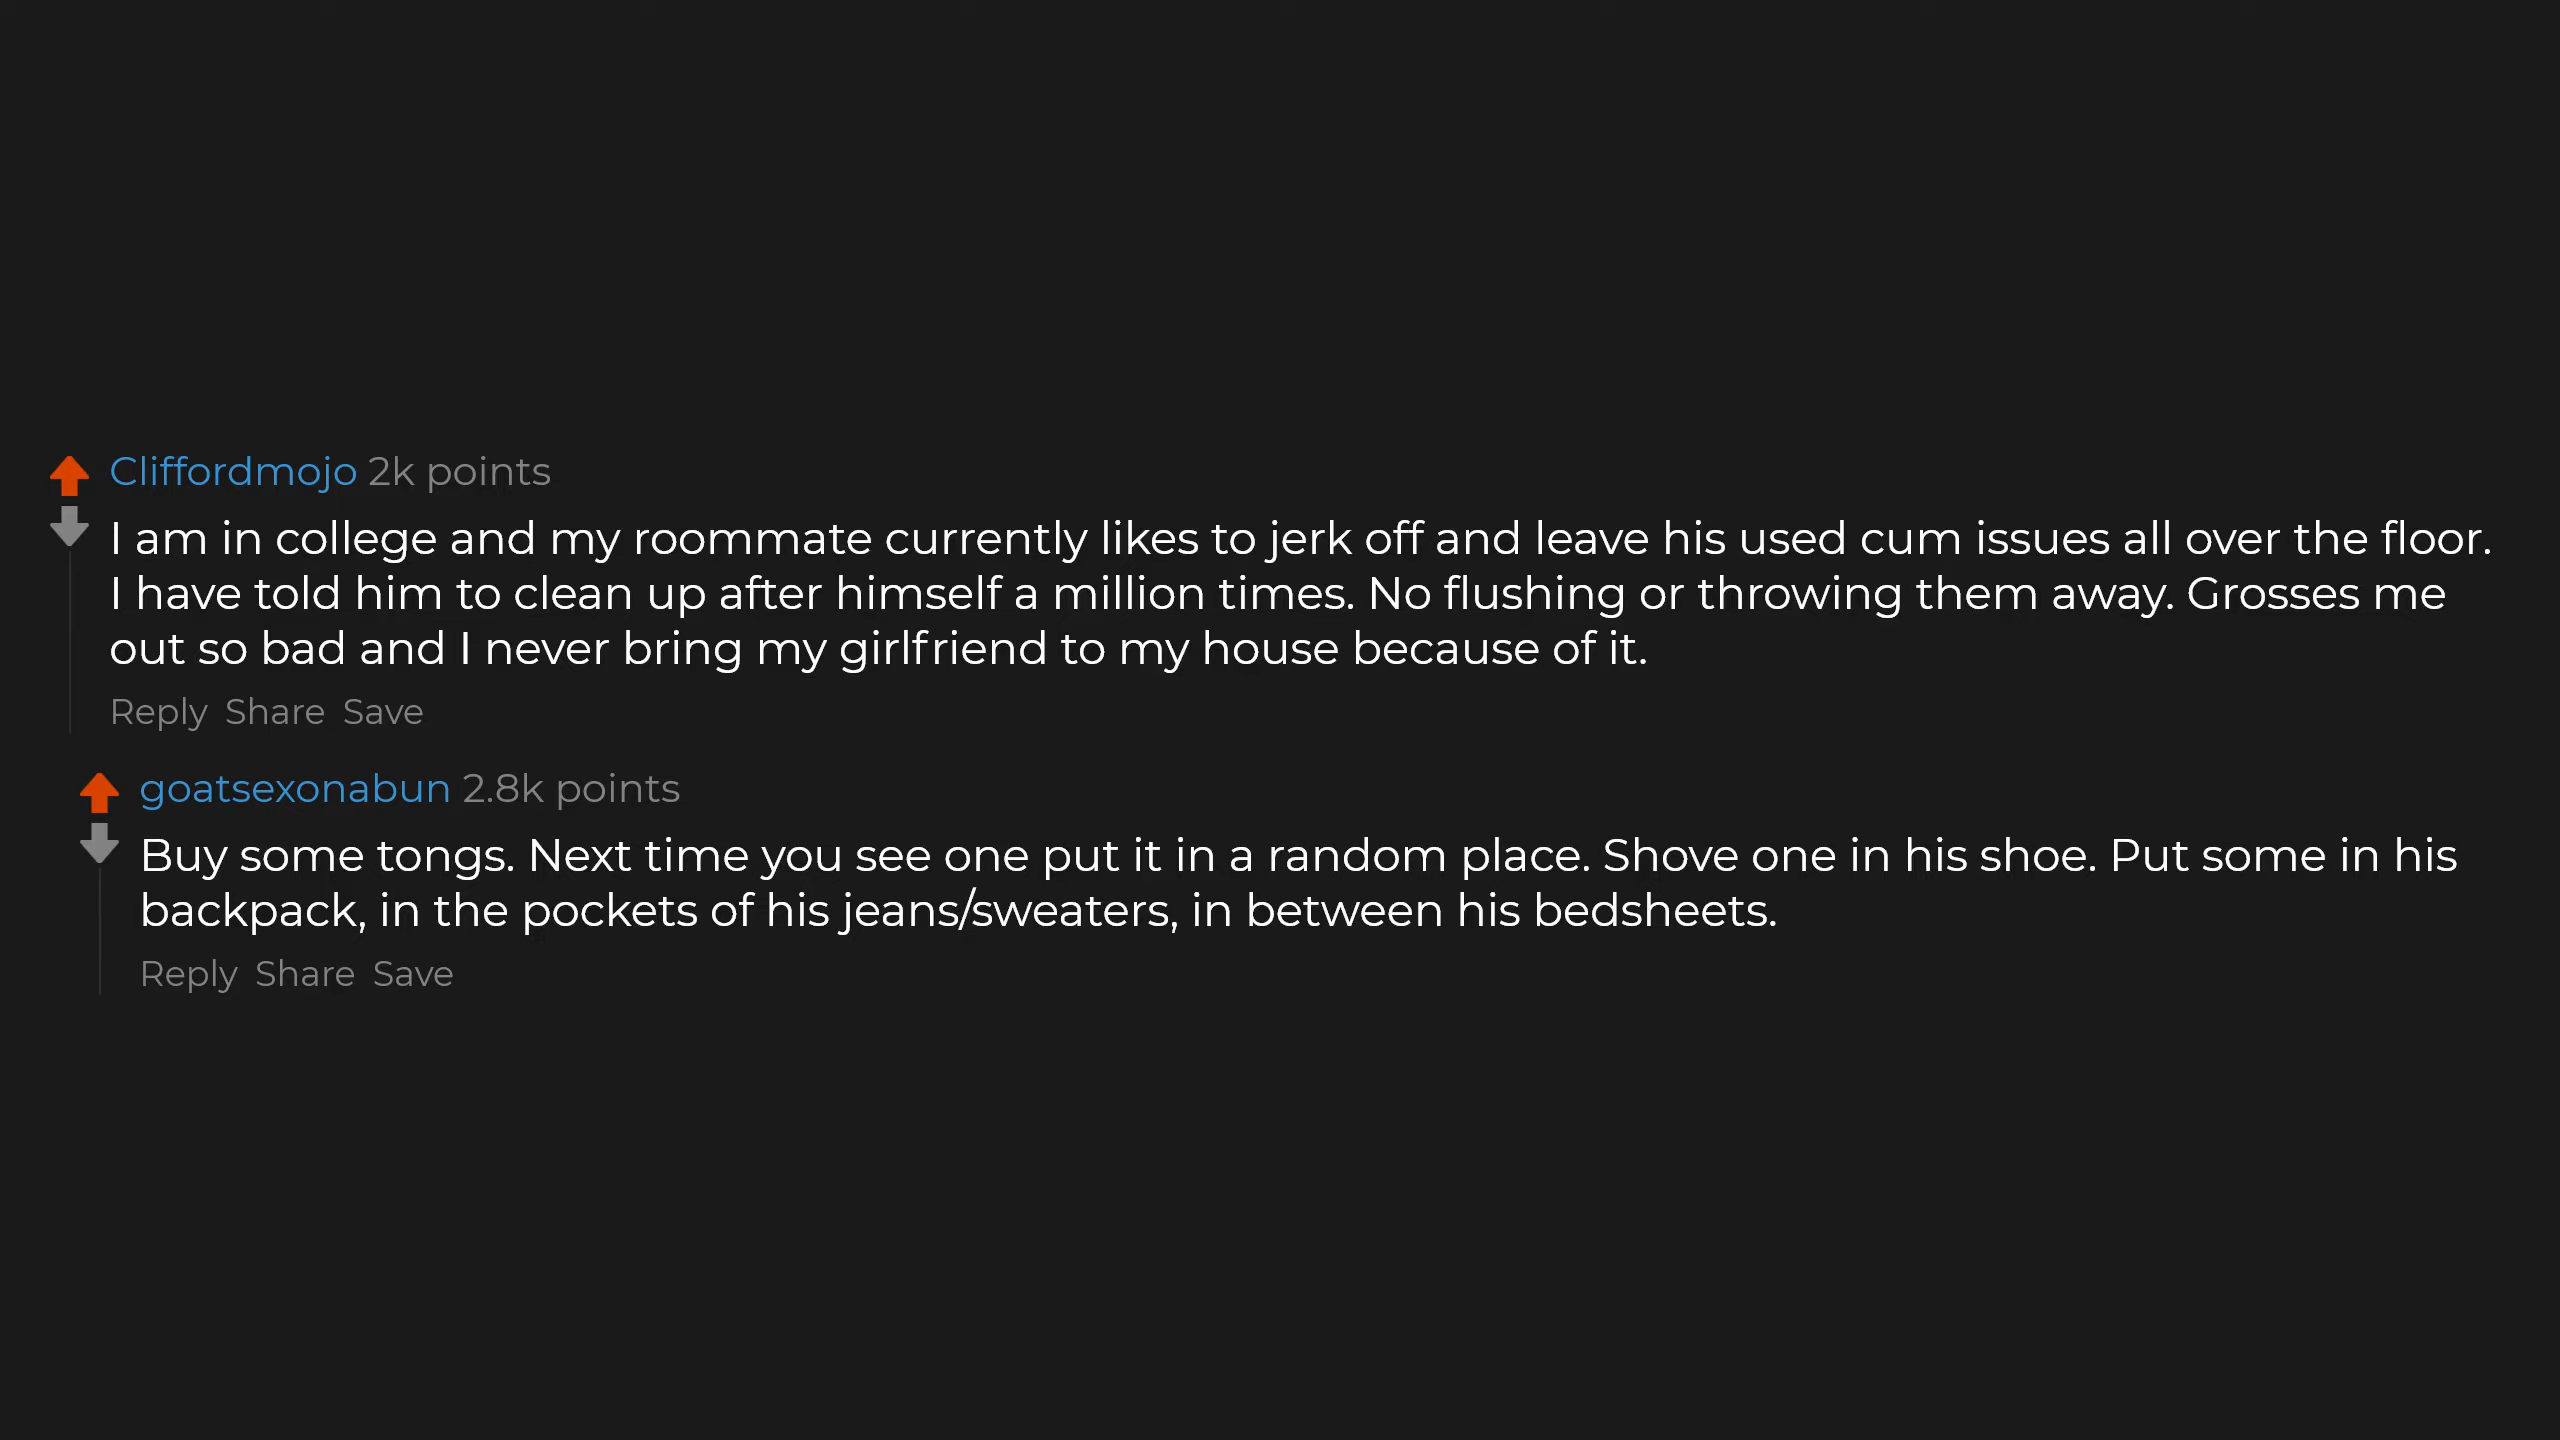 Cliffordmojo 2k points
I am in college and my roommate currently likes to jerk off and leave his used cum issues all over the floor.
I have told him to clean up after himself a million times. No flushing or throwing them away. Grosses me
out so bad and I never bring my girlfriend to my house because of it.
Reply Share Save
goatsexonabun 2.8k points
Buy some tongs. Next time you see one put it in a random place. Shove one in his shoe. Put some in his
backpack, in the pockets of his jeans/sweaters, in between his bedsheets.
Reply Share Save